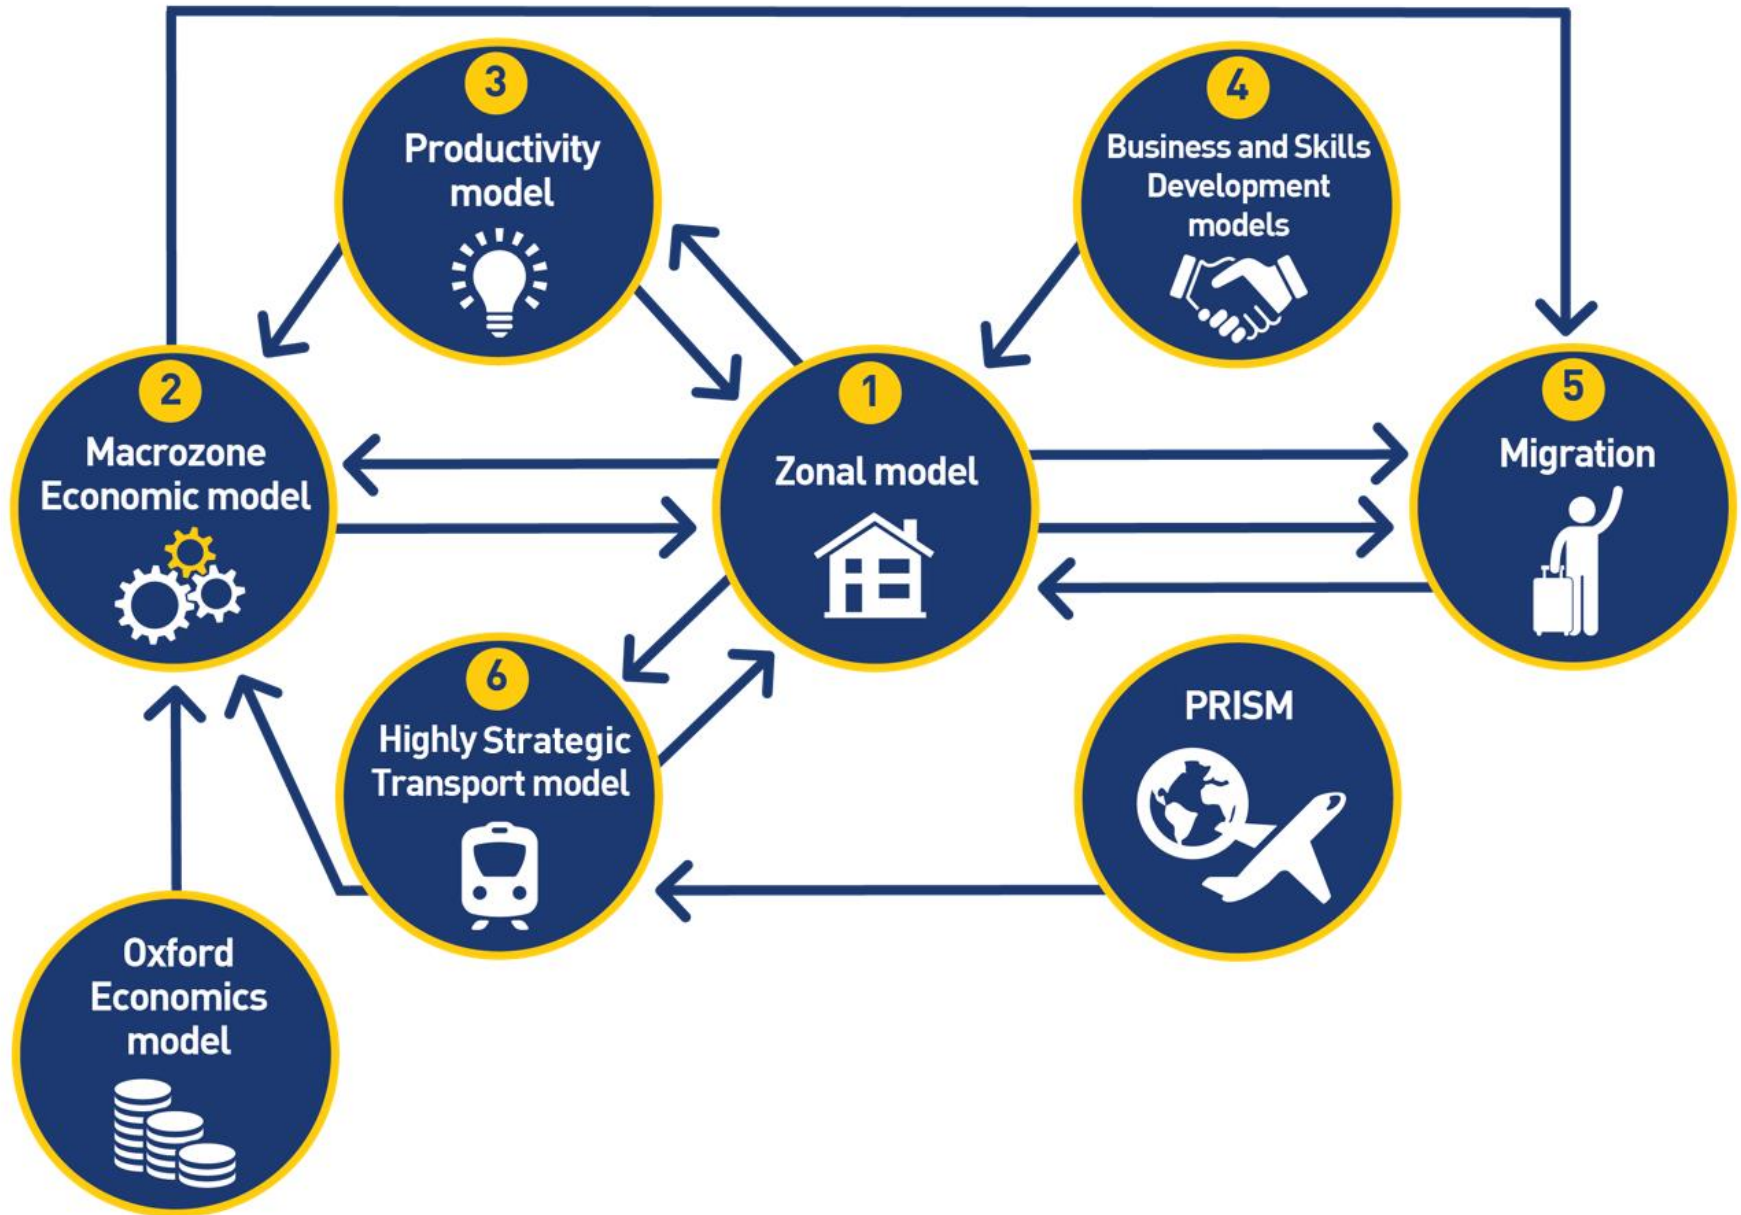 3
Productivity
model
4
Business and Skills
Development
models
2
Macrozone
Economic model
1
Zonal model
5
Migration
6
Highly Strategic
Transport model
PRISM
Oxford
Economics
model